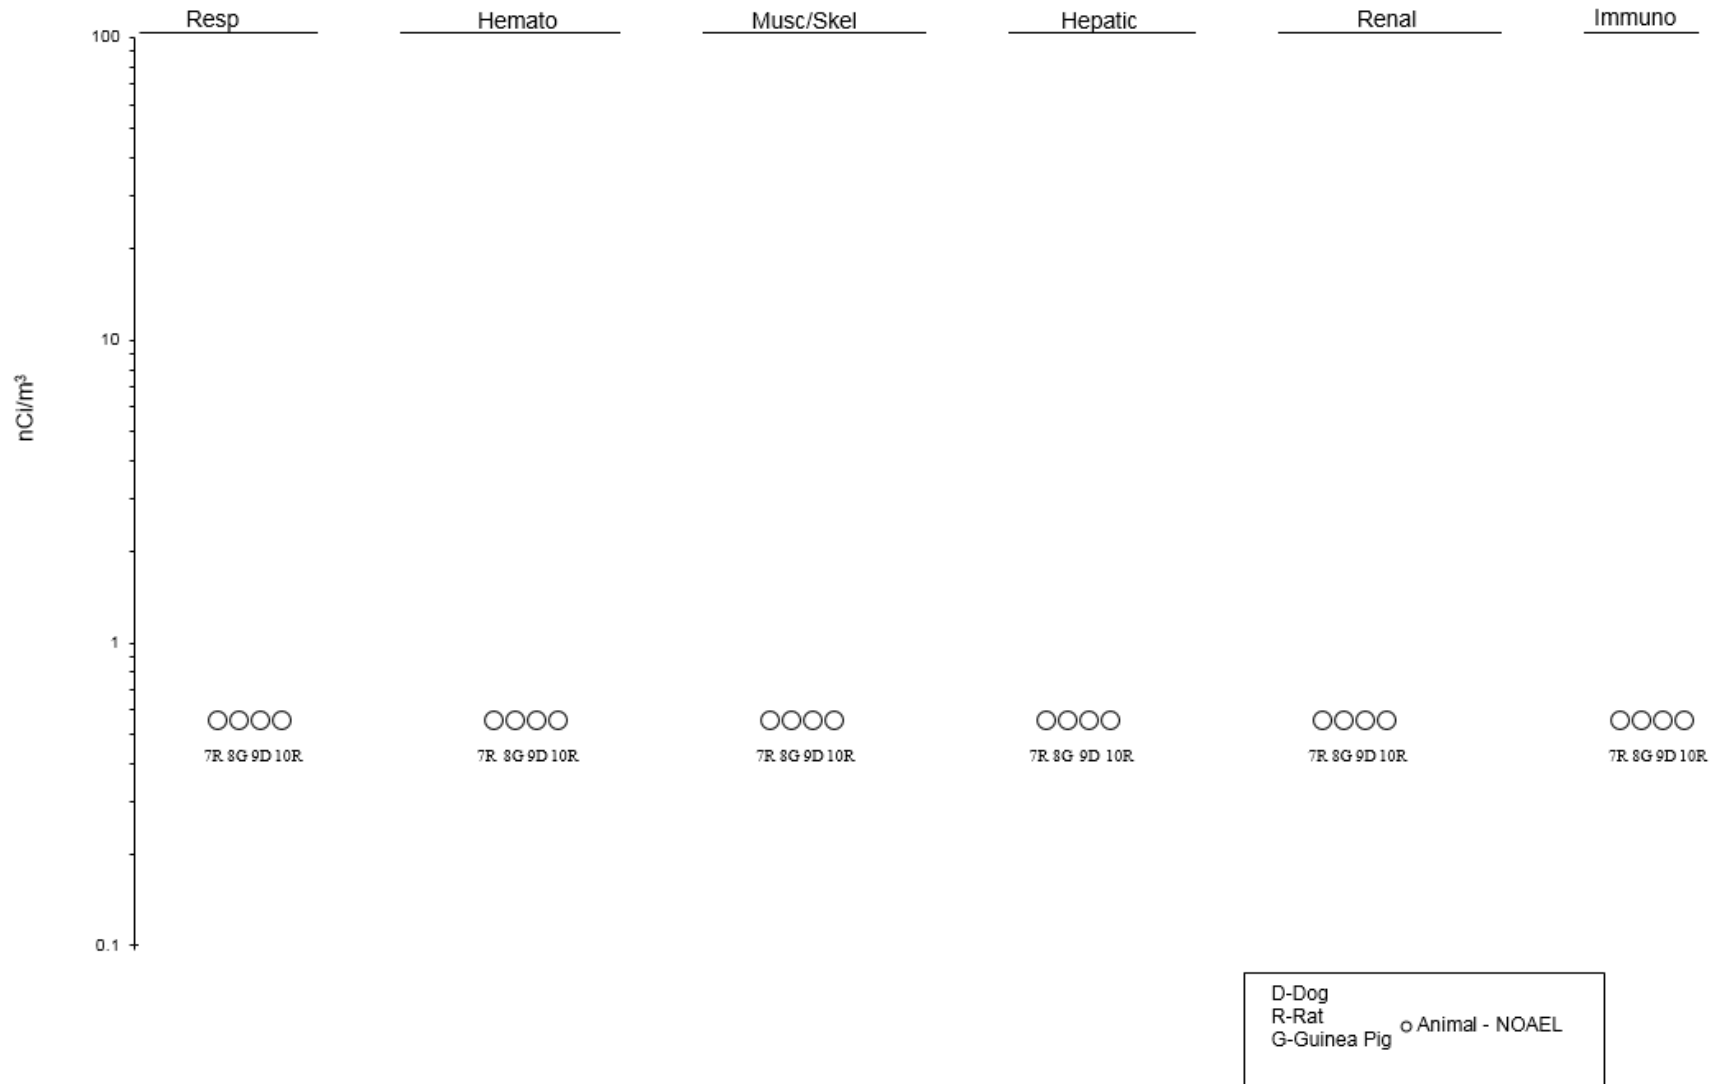 Resp Hemato Musc/Skel Hepatic Renal Immuno
100
10
nCi/m³
1
7R 8G 9D 10R 7R 8G 9D 10R 7R 8G 9D 10R 7R 8G 9D 10R 7R 8G 9D 10R 7R 8G 9D 10R
0.1
D-Dog
R-Rat
G-Guinea Pig
Animal - NOAEL